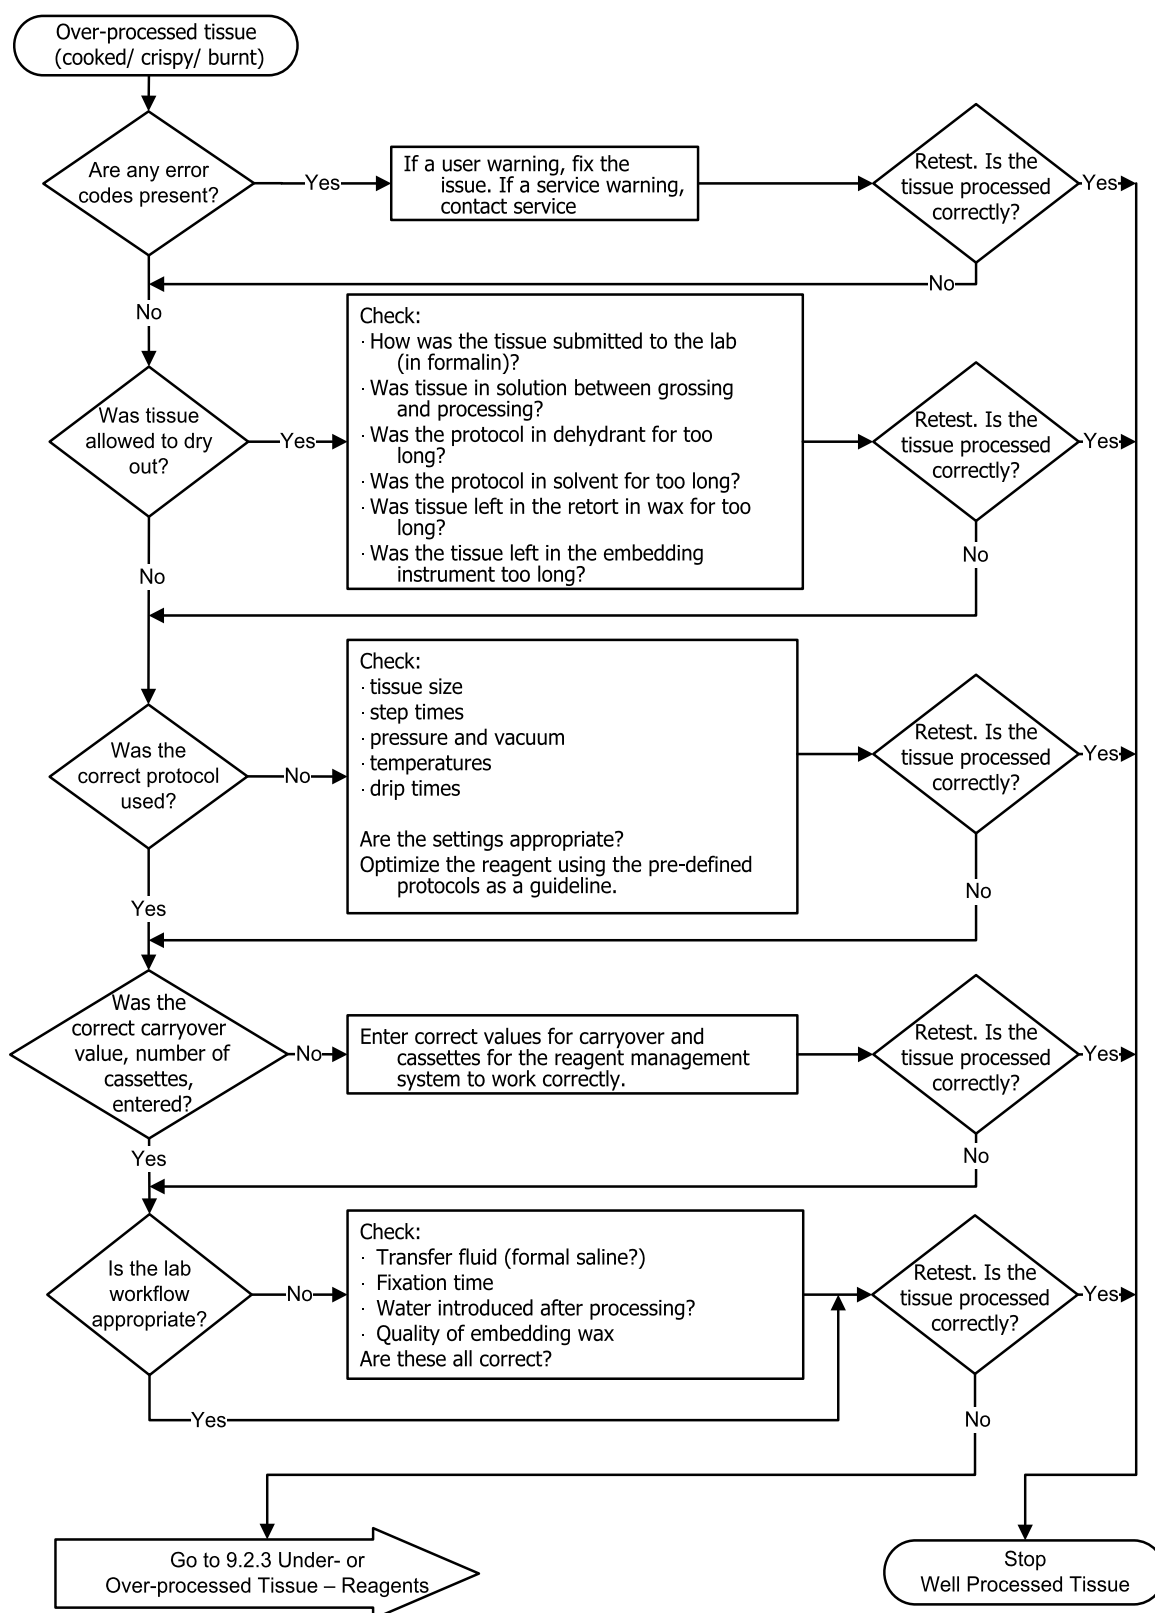 Over-processed tissue
(cooked/ crispy/ burnt)
Are any error
codes present?
Yes
If a user warning, fix the
issue. If a service warning,
contact service
Retest. Is the
tissue processed
correctly?
Yes
No
No
Was tissue
allowed to dry
out?
Yes
Check:
· How was the tissue submitted to the lab
(in formalin)?
· Was tissue in solution between grossing
and processing?
· Was the protocol in dehydrant for too
long?
· Was the protocol in solvent for too long?
· Was tissue left in the retort in wax for too
long?
· Was the tissue left in the embedding
instrument too long?
Retest. Is the
tissue processed
correctly?
Yes
No
No
Was the
correct protocol
used?
No
Check:
· tissue size
· step times
· pressure and vacuum
· temperatures
· drip times
Are the settings appropriate?
Optimize the reagent using the pre-defined
protocols as a guideline.
Retest. Is the
tissue processed
correctly?
Yes
No
Yes
Was the
correct carryover
value, number of
cassettes,
entered?
No
Enter correct values for carryover and
cassettes for the reagent management
system to work correctly.
Retest. Is the
tissue processed
correctly?
Yes
No
Yes
Is the lab
workflow
appropriate?
No
Check:
· Transfer fluid (formal saline?)
· Fixation time
· Water introduced after processing?
· Quality of embedding wax
Are these all correct?
Retest. Is the
tissue processed
correctly?
Yes
Yes
No
Go to 9.2.3 Under- or
Over-processed Tissue – Reagents
Stop
Well Processed Tissue